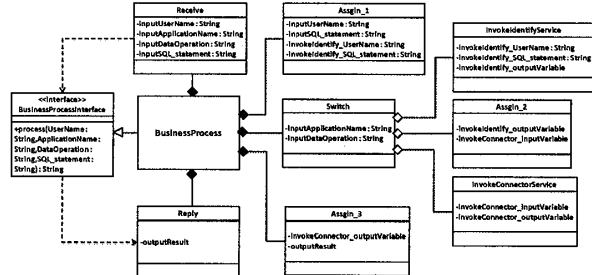 Receive
-InputUserName : String
-InputApplicationName : String
-InputDataOperation : String
-InputSQL_statement : String
Assgin_1
-InputUserName : String
-InputSQL_statement : String
-InvokeIdentify_UserName : String
-InvokeIdentify_SQL_statement : String
InvokeIdentifyService
-InvokeIdentify_UserName : String
-InvokeIdentify_SQL_statement : String
-InvokeIdentify_outputVariable
<<Interface>>
BusinessProcessInterface
+process(UserName :
String,ApplicationName :
String,DataOperation :
String,SQL_statement :
String) : String
BusinessProcess
Switch
-InputApplicationName : String
-InputDataOperation : String
Assgin_2
-InvokeIdentify_outputVariable
-InvokeConnector_inputVariable
InvokeConnectorService
-InvokeConnector_inputVariable
-InvokeConnector_outputVariable
Reply
-outputResult
Assgin_3
-InvokeConnector_outputVariable
-outputResult